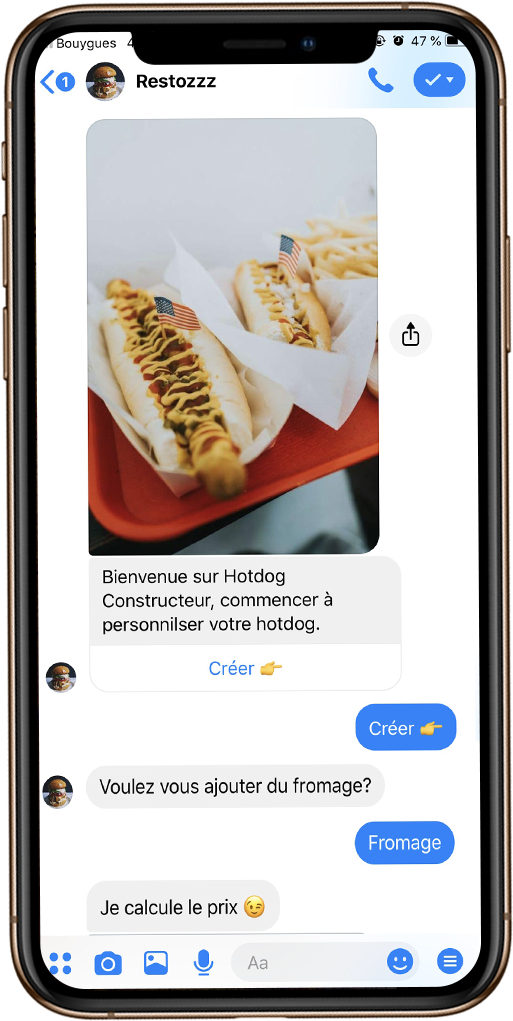 Bouygues 47 %
1 Restozzz
Bienvenue sur Hotdog
Constructeur, commencer à
personnilser votre hotdog.
Créer 👉
Créer 👉
Voulez vous ajouter du fromage?
Fromage
Je calcule le prix 😉
Aa